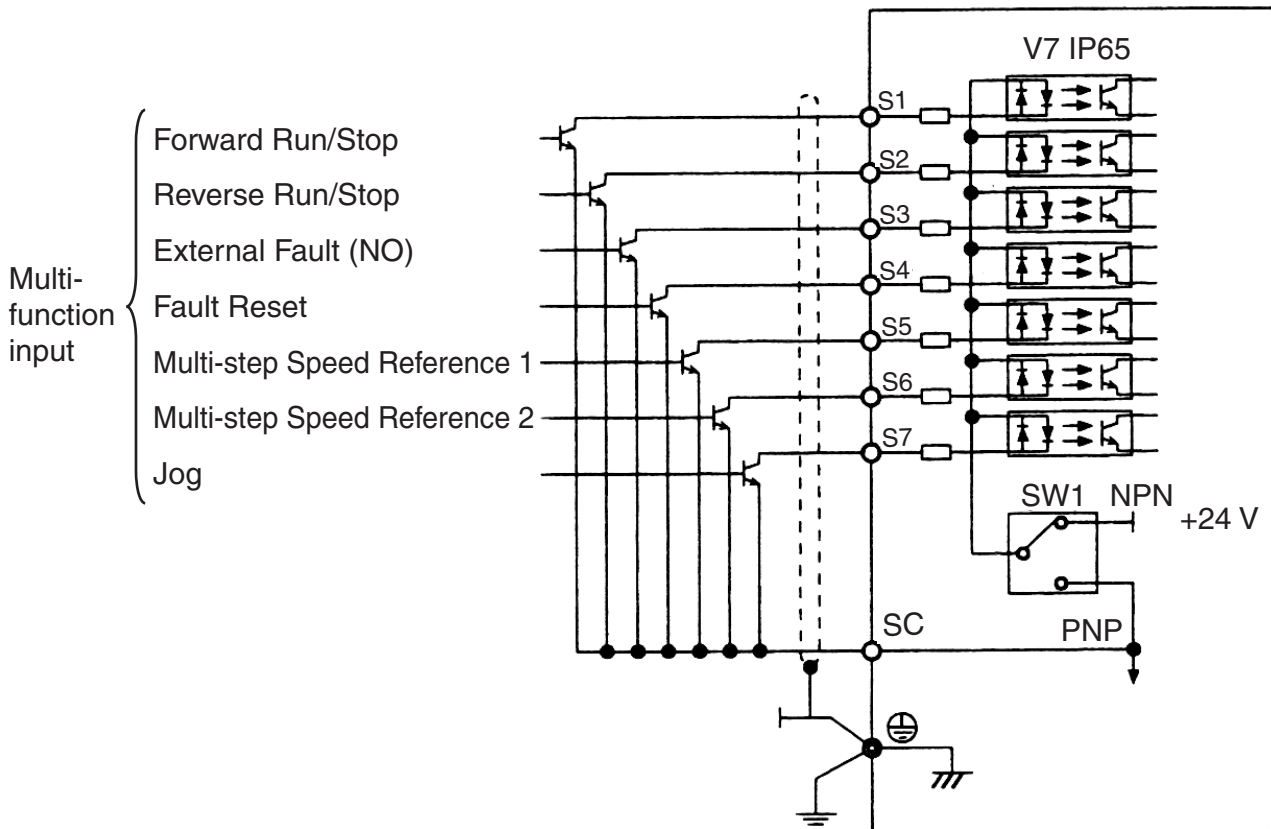 V7 IP65
Multi-
function
input
Forward Run/Stop
Reverse Run/Stop
External Fault (NO)
Fault Reset
Multi-step Speed Reference 1
Multi-step Speed Reference 2
Jog
S1
S2
S3
S4
S5
S6
S7
SW1 NPN
+24 V
SC
PNP